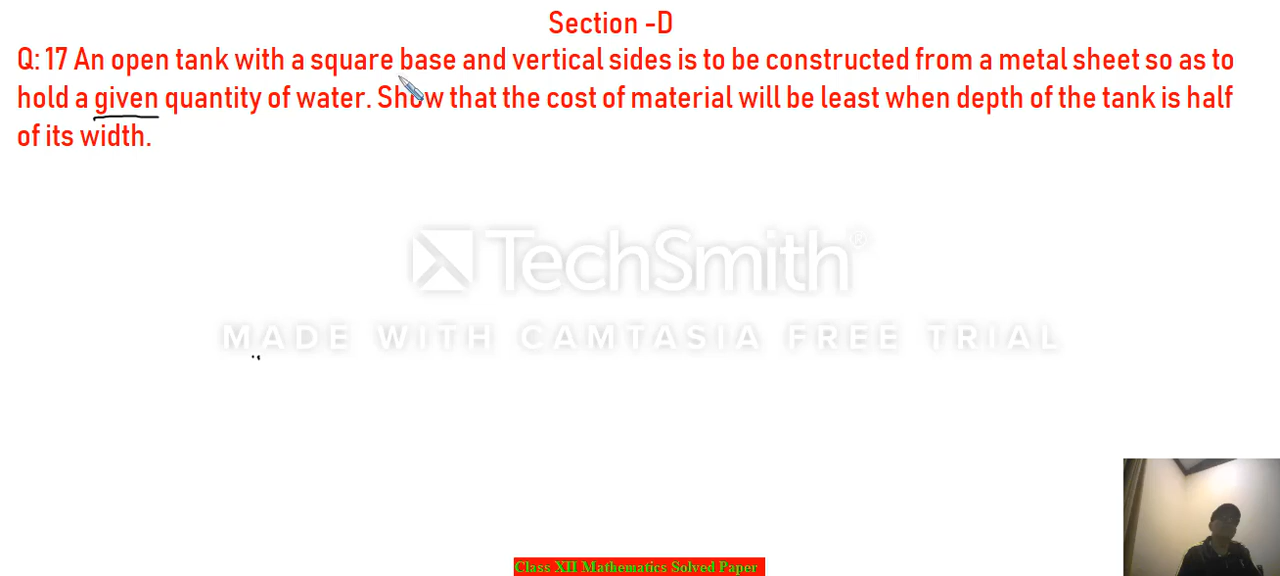 Section -D
Q: 17 An open tank with a square base and vertical sides is to be constructed from a metal sheet so as to
hold a given quantity of water. Show that the cost of material will be least when depth of the tank is half
of its width.
TechSmith®
MADE WITH CAMTASIA FREE TRIAL
Class XII Mathematics Solved Paper